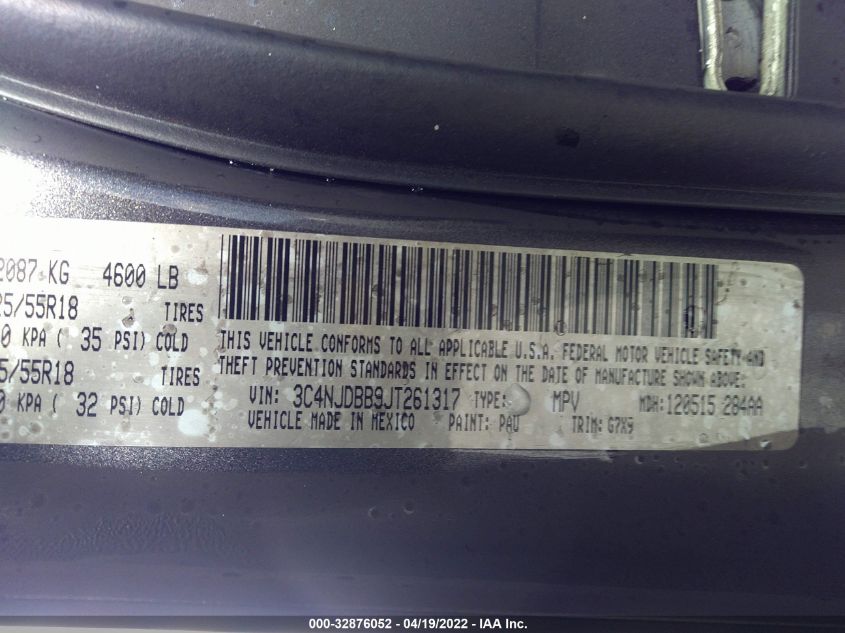 2087 KG 4600 LB
25/55R18 TIRES
0 KPA ( 35 PSI) COLD
5/55R18 TIRES
0 KPA ( 32 PSI) COLD
THIS VEHICLE CONFORMS TO ALL APPLICABLE U.S.A. FEDERAL MOTOR VEHICLE SAFETY AND
THEFT PREVENTION STANDARDS IN EFFECT ON THE DATE OF MANUFACTURE SHOWN ABOVE:
VIN: 3C4NJDBB9JT261317 TYPE: MPV MDH:120515 284AA
VEHICLE MADE IN MEXICO PAINT: PAU TRIM: G7X9
000-32876052 - 04/19/2022 - IAA Inc.